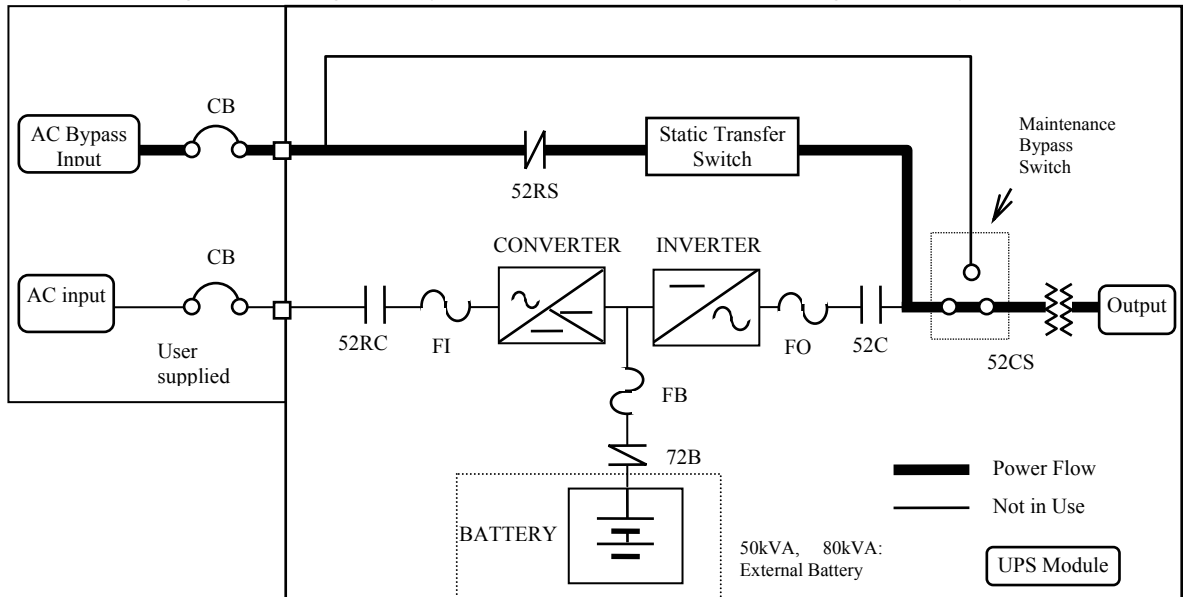 CB
AC Bypass
Input
Static Transfer
Switch
Maintenance
Bypass
Switch
52RS
CB
CONVERTER
INVERTER
AC input
Output
52RC
FI
FO
52C
52CS
User
supplied
FB
72B
Power Flow
Not in Use
BATTERY
50kVA, 80kVA:
External Battery
UPS Module